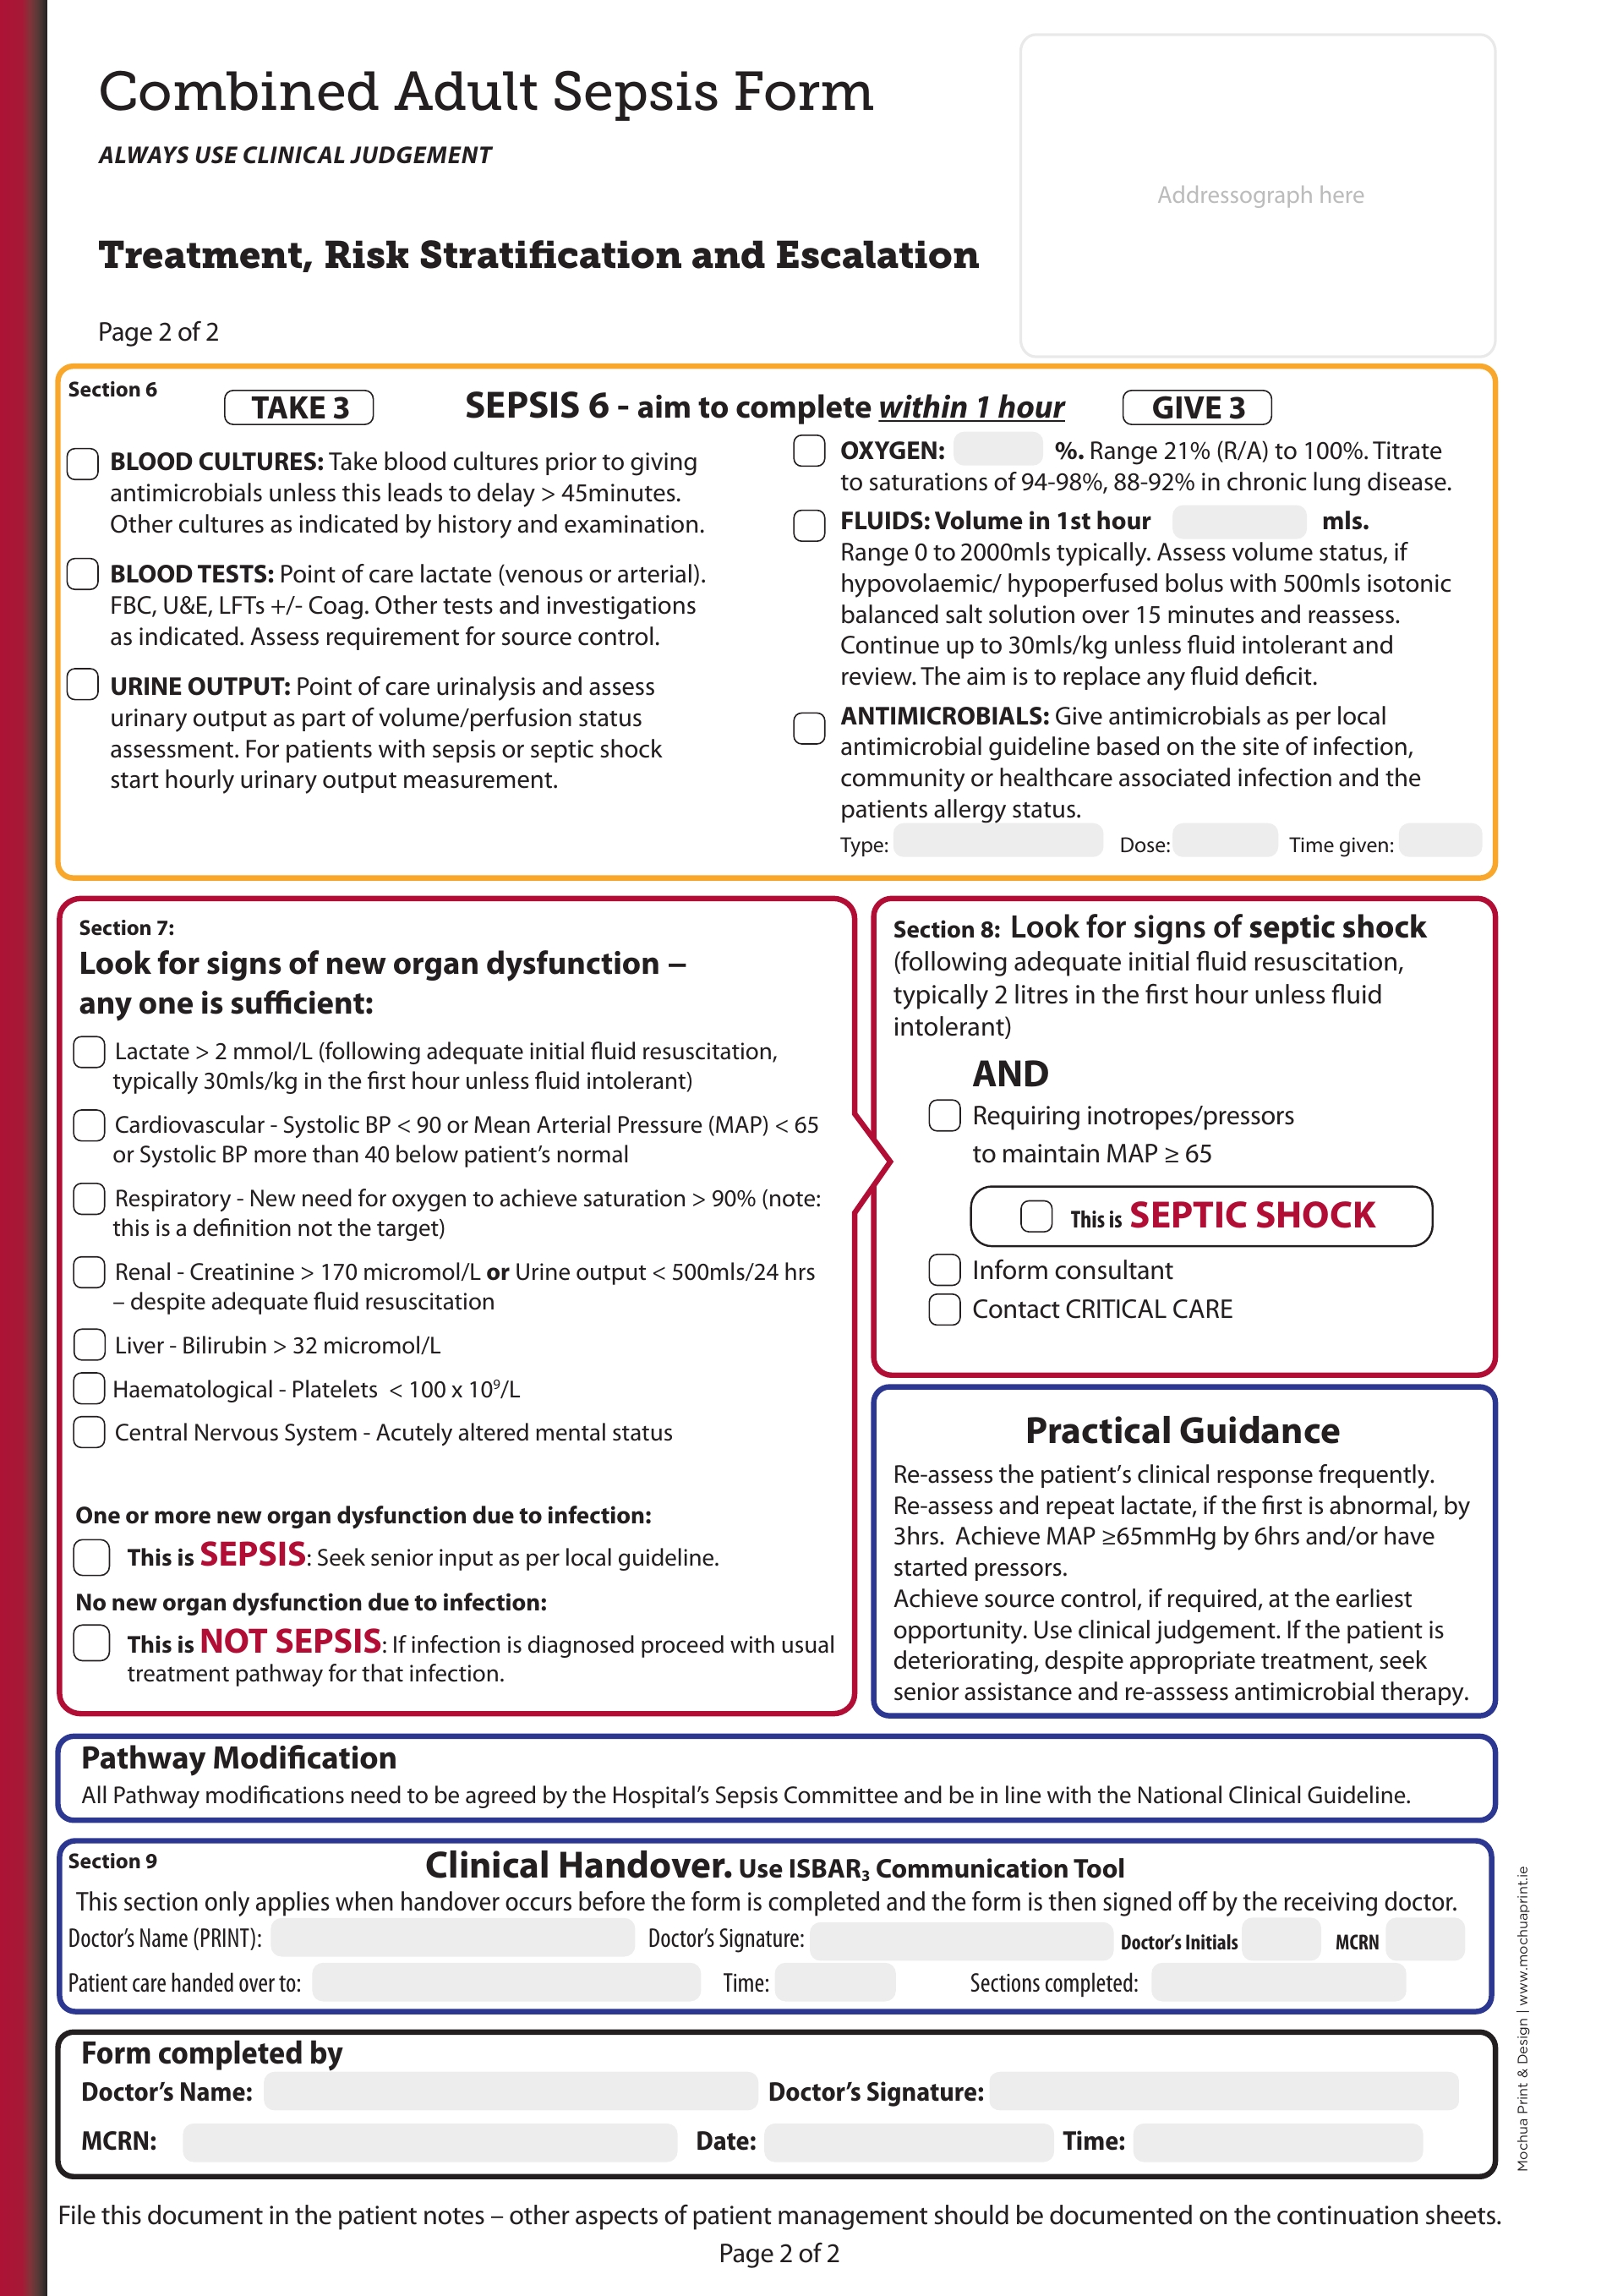 Combined Adult Sepsis Form
ALWAYS USE CLINICAL JUDGEMENT
Addressograph here
Treatment, Risk Stratification and Escalation
Page 2 of 2
Section 6
TAKE 3
SEPSIS 6 - aim to complete within 1 hour
GIVE 3
BLOOD CULTURES: Take blood cultures prior to giving
antimicrobials unless this leads to delay > 45minutes.
Other cultures as indicated by history and examination.
BLOOD TESTS: Point of care lactate (venous or arterial).
FBC, U&E, LFTs +/- Coag. Other tests and investigations
as indicated. Assess requirement for source control.
URINE OUTPUT: Point of care urinalysis and assess
urinary output as part of volume/perfusion status
assessment. For patients with sepsis or septic shock
start hourly urinary output measurement.
OXYGEN: %. Range 21% (R/A) to 100%. Titrate
to saturations of 94-98%, 88-92% in chronic lung disease.
FLUIDS: Volume in 1st hour mls.
Range 0 to 2000mls typically. Assess volume status, if
hypovolaemic/ hypoperfused bolus with 500mls isotonic
balanced salt solution over 15 minutes and reassess.
Continue up to 30mls/kg unless fluid intolerant and
review. The aim is to replace any fluid deficit.
ANTIMICROBIALS: Give antimicrobials as per local
antimicrobial guideline based on the site of infection,
community or healthcare associated infection and the
patients allergy status.
Type: Dose: Time given:
Section 7:
Look for signs of new organ dysfunction –
any one is sufficient:
Lactate > 2 mmol/L (following adequate initial fluid resuscitation,
typically 30mls/kg in the first hour unless fluid intolerant)
Cardiovascular - Systolic BP < 90 or Mean Arterial Pressure (MAP) < 65
or Systolic BP more than 40 below patient's normal
Respiratory - New need for oxygen to achieve saturation > 90% (note:
this is a definition not the target)
Renal - Creatinine > 170 micromol/L or Urine output < 500mls/24 hrs
– despite adequate fluid resuscitation
Liver - Bilirubin > 32 micromol/L
Haematological - Platelets < 100 x 10⁹/L
Central Nervous System - Acutely altered mental status
One or more new organ dysfunction due to infection:
This is SEPSIS: Seek senior input as per local guideline.
No new organ dysfunction due to infection:
This is NOT SEPSIS: If infection is diagnosed proceed with usual
treatment pathway for that infection.
Section 8: Look for signs of septic shock
(following adequate initial fluid resuscitation,
typically 2 litres in the first hour unless fluid
intolerant)
AND
Requiring inotropes/pressors
to maintain MAP ≥ 65
This is SEPTIC SHOCK
Inform consultant
Contact CRITICAL CARE
Practical Guidance
Re-assess the patient's clinical response frequently.
Re-assess and repeat lactate, if the first is abnormal, by
3hrs. Achieve MAP ≥65mmHg by 6hrs and/or have
started pressors.
Achieve source control, if required, at the earliest
opportunity. Use clinical judgement. If the patient is
deteriorating, despite appropriate treatment, seek
senior assistance and re-asssess antimicrobial therapy.
Pathway Modification
All Pathway modifications need to be agreed by the Hospital's Sepsis Committee and be in line with the National Clinical Guideline.
Section 9
Clinical Handover. Use ISBAR₃ Communication Tool
This section only applies when handover occurs before the form is completed and the form is then signed off by the receiving doctor.
Doctor's Name (PRINT): Doctor's Signature: Doctor's Initials MCRN
Patient care handed over to: Time: Sections completed:
Form completed by
Doctor's Name: Doctor's Signature:
MCRN: Date: Time:
Mochua Print & Design | www.mochuaprint.ie
File this document in the patient notes – other aspects of patient management should be documented on the continuation sheets.
Page 2 of 2